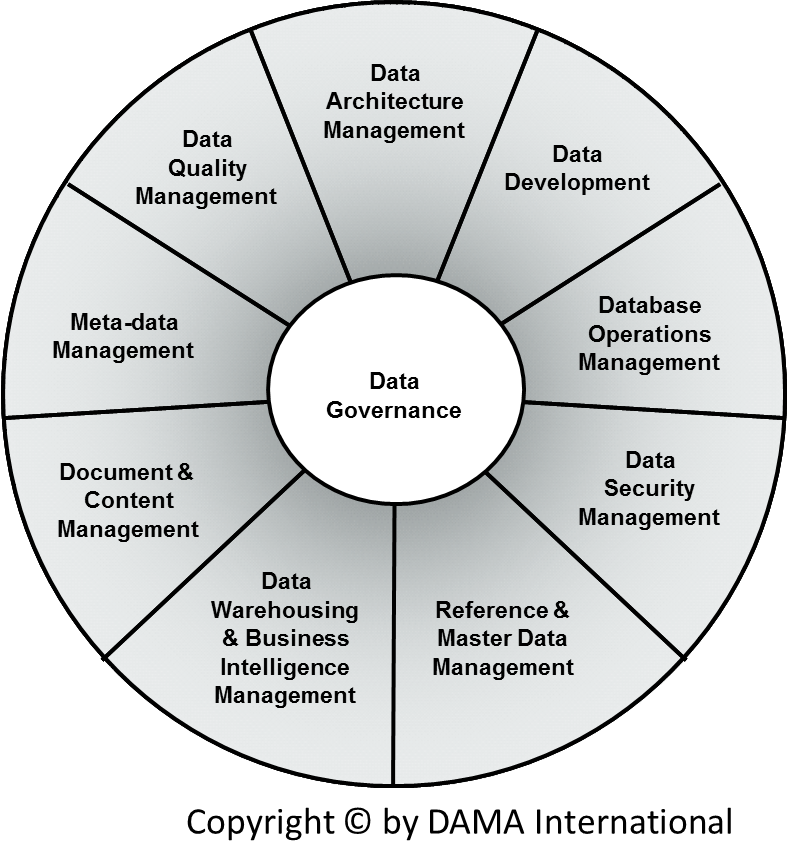 Data
Architecture
Management
Data
Development
Database
Operations
Management
Data
Security
Management
Reference &
Master Data
Management
Data
Warehousing
& Business
Intelligence
Management
Document &
Content
Management
Meta-data
Management
Data
Quality
Management
Data
Governance
Copyright © by DAMA International